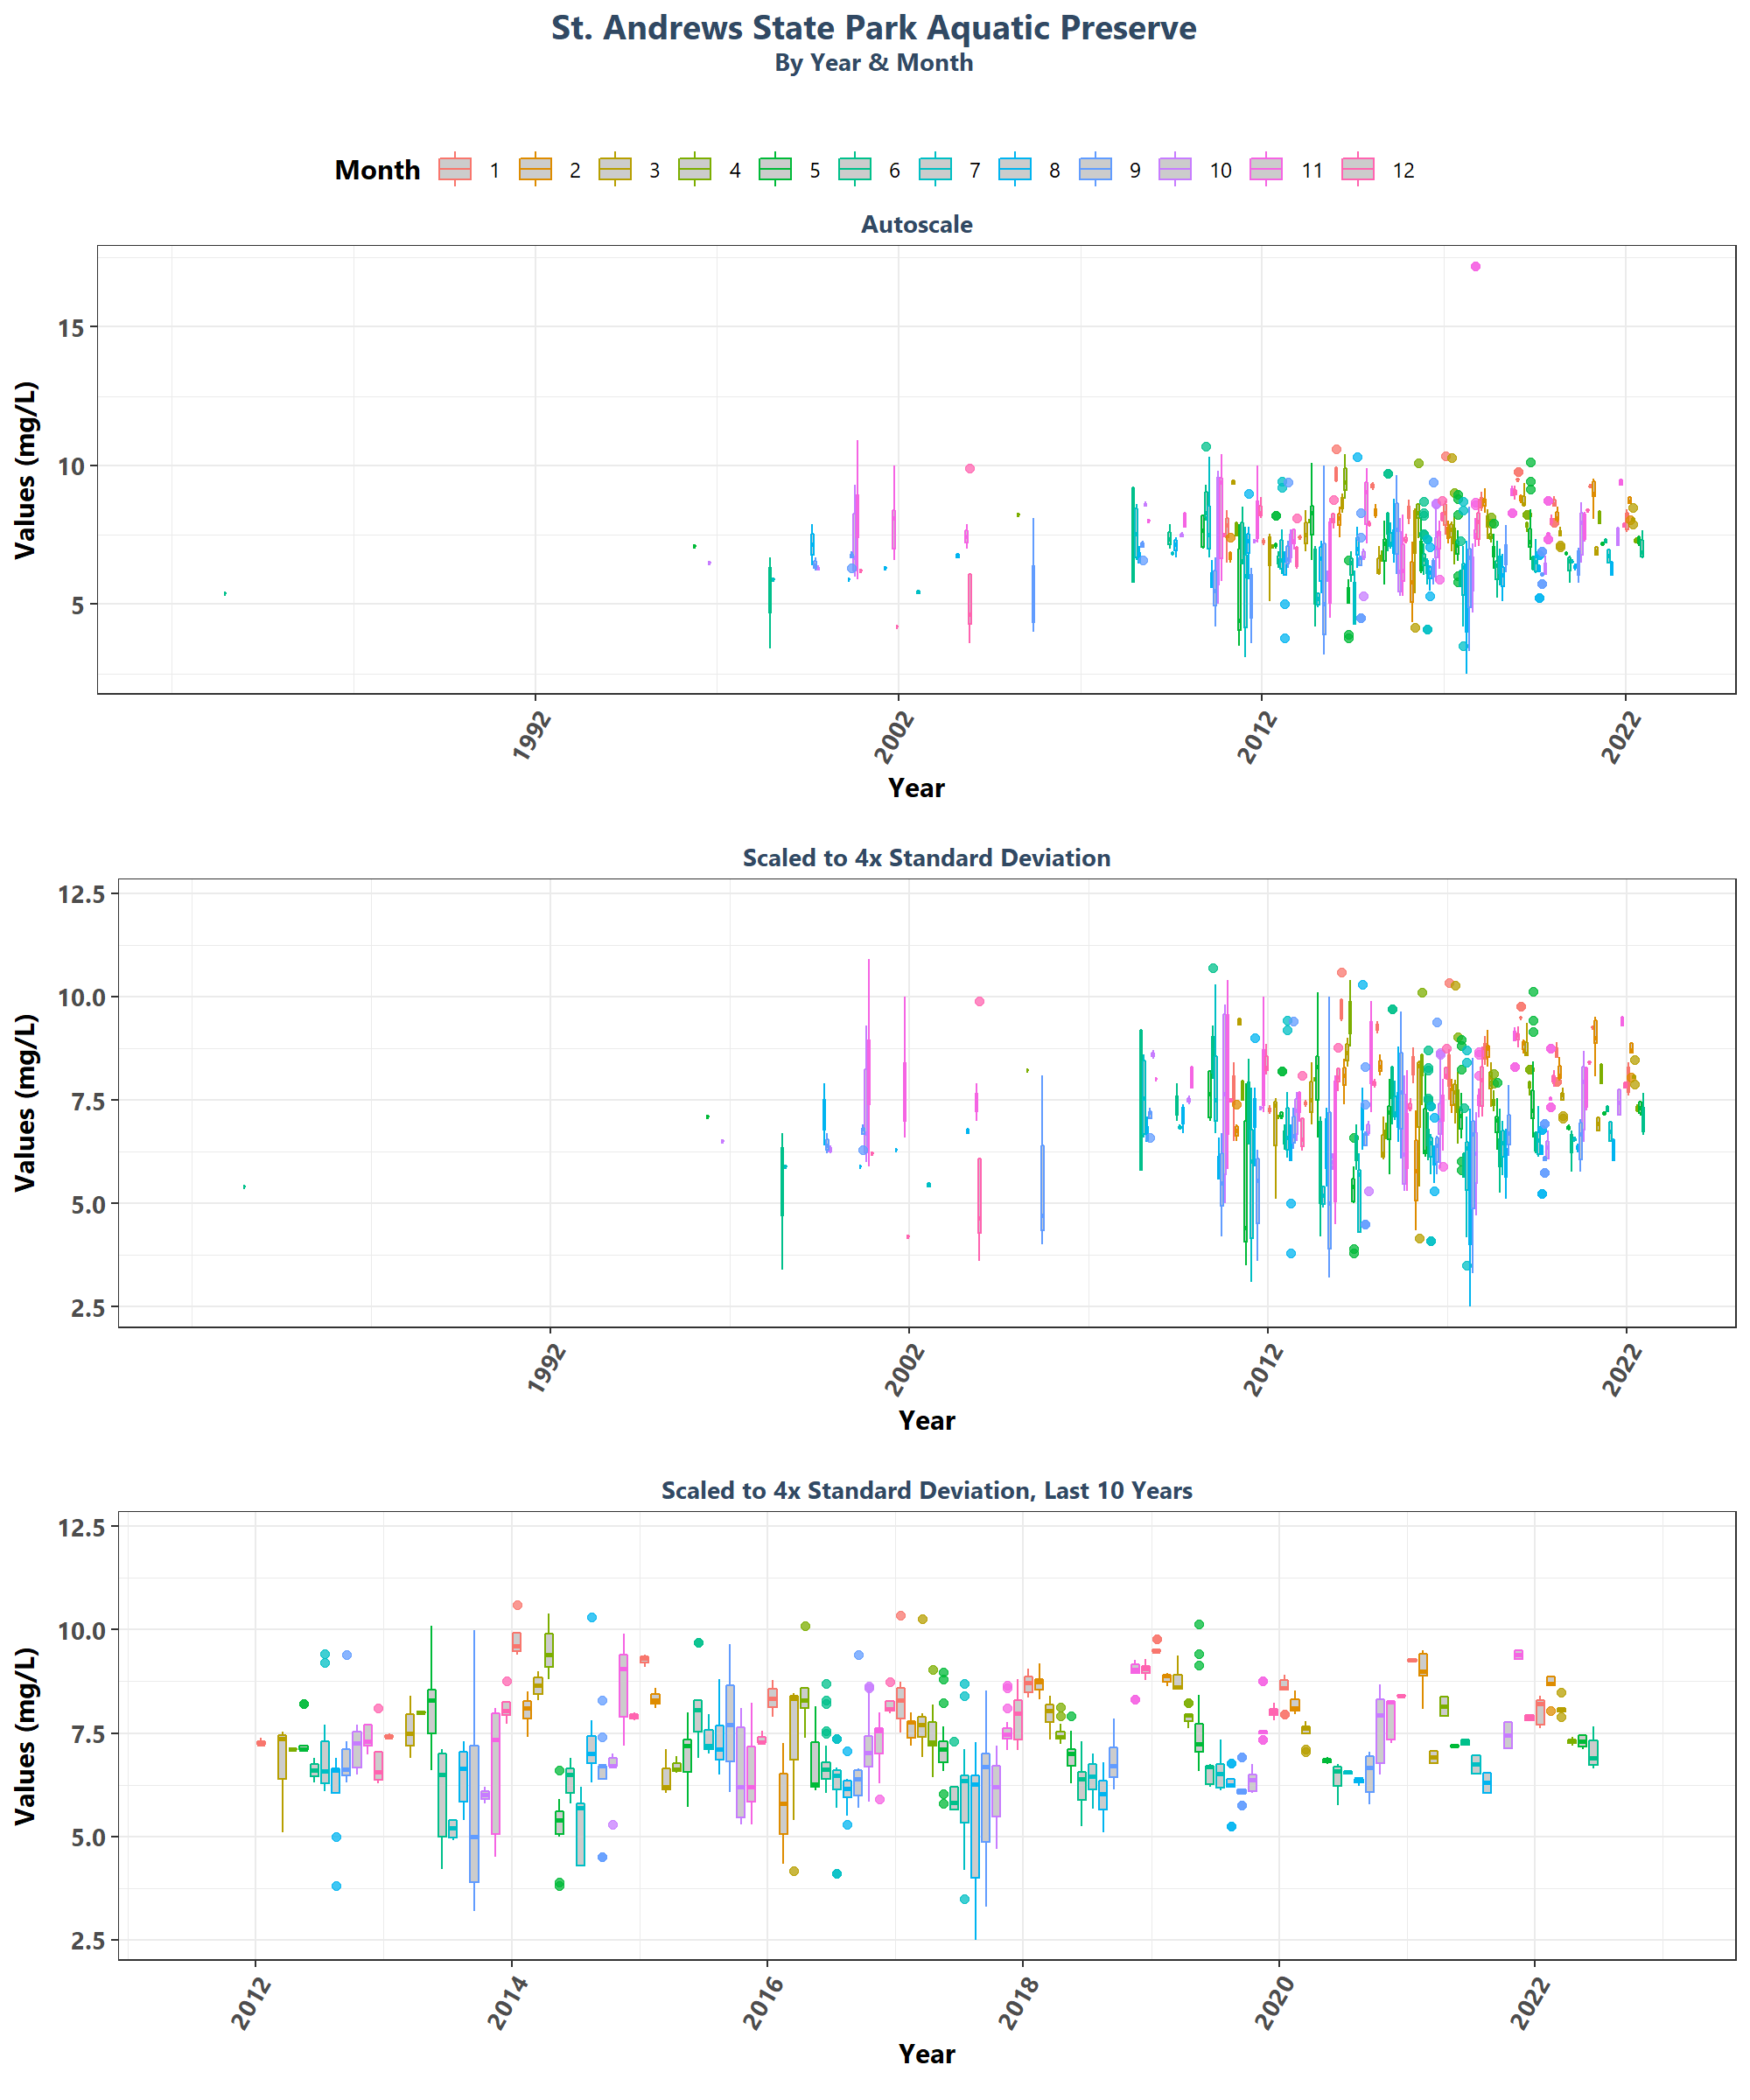 St. Andrews State Park Aquatic Preserve
By Year & Month
Month 1 2 3 4 5 6 7 8 9 10 11 12
Autoscale
Values (mg/L)
15
10
5
1992 2002 2012 2022
Year
Scaled to 4x Standard Deviation
Values (mg/L)
12.5
10.0
7.5
5.0
2.5
1992 2002 2012 2022
Year
Scaled to 4x Standard Deviation, Last 10 Years
Values (mg/L)
12.5
10.0
7.5
5.0
2.5
2012 2014 2016 2018 2020 2022
Year